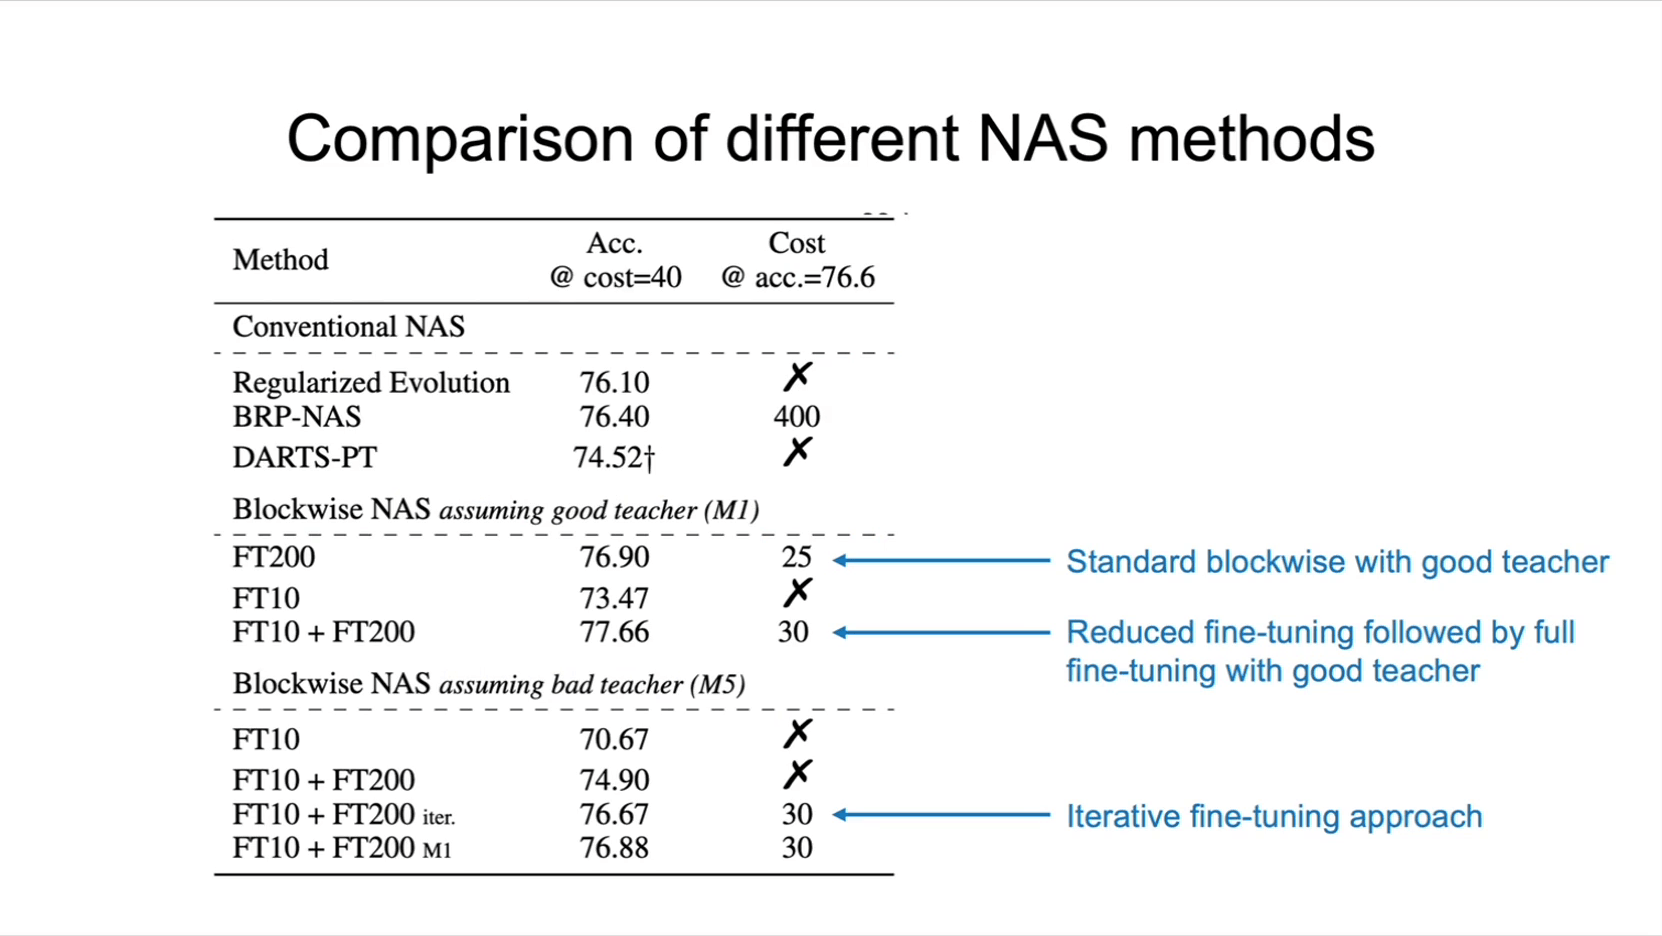 Comparison of different NAS methods
Method Acc. @ cost=40 Cost @ acc.=76.6
Conventional NAS
Regularized Evolution 76.10 ✗
BRP-NAS 76.40 400
DARTS-PT 74.52† ✗
Blockwise NAS assuming good teacher (M1)
FT200 76.90 25 Standard blockwise with good teacher
FT10 73.47 ✗
FT10 + FT200 77.66 30 Reduced fine-tuning followed by full
fine-tuning with good teacher
Blockwise NAS assuming bad teacher (M5)
FT10 70.67 ✗
FT10 + FT200 74.90 ✗
FT10 + FT200 iter. 76.67 30 Iterative fine-tuning approach
FT10 + FT200 M1 76.88 30